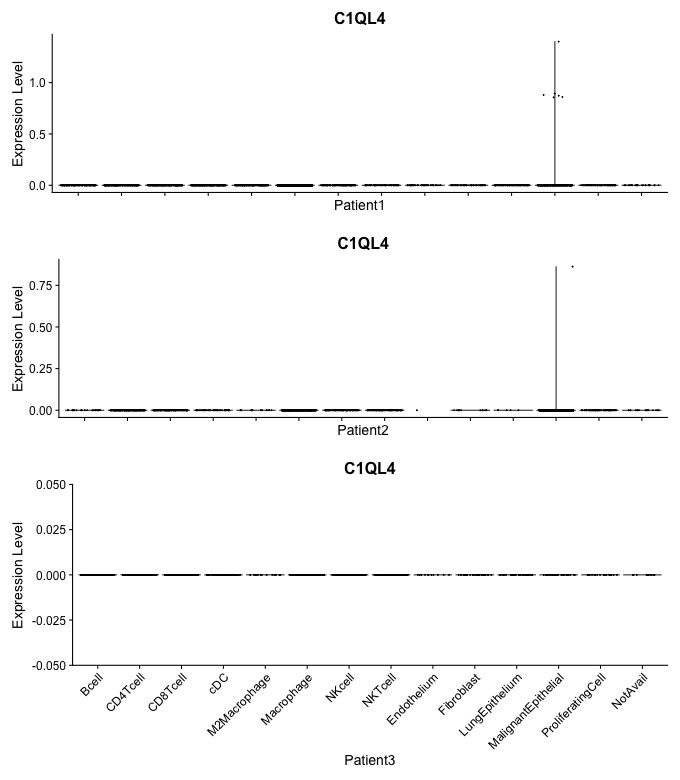 C1QL4
Expression Level
1.0
0.5
0.0
Patient1
C1QL4
Expression Level
0.75
0.50
0.25
0.00
Patient2
C1QL4
Expression Level
0.050
0.025
0.000
-0.025
-0.050
Bcell
CD4Tcell
CD8Tcell
cDC
M2Macrophage
Macrophage
NKcell
NKTcell
Endothelium
Fibroblast
LungEpithelium
MalignantEpithelial
ProliferatingCell
NotAvail
Patient3